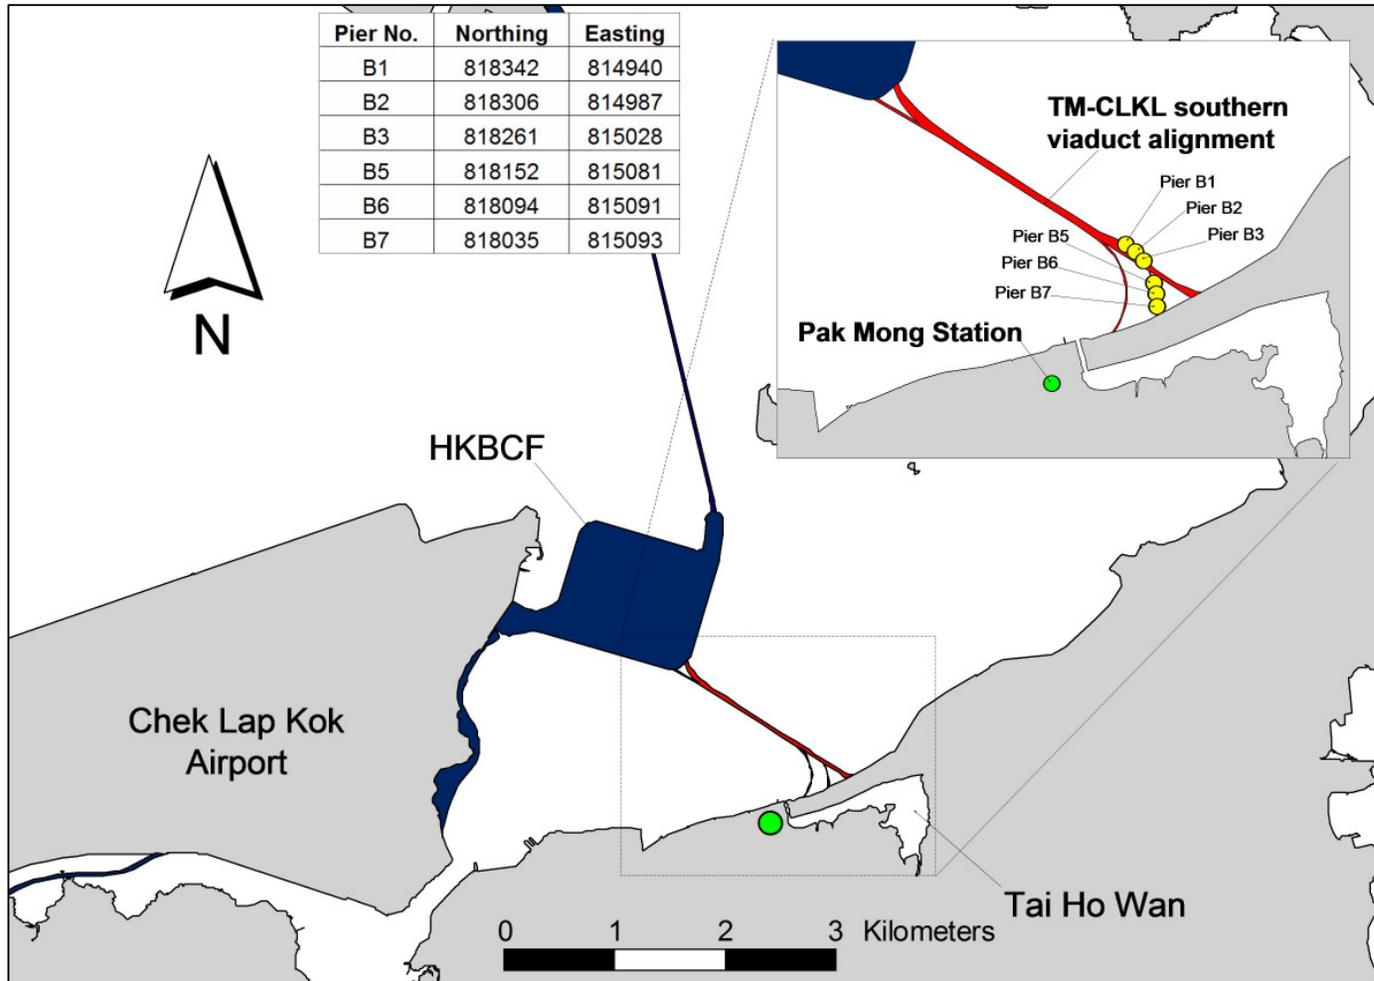 Pier No. Northing Easting
B1 818342 814940
B2 818306 814987
B3 818261 815028
B5 818152 815081
B6 818094 815091
B7 818035 815093
TM-CLKL southern
viaduct alignment
Pier B1
Pier B2
Pier B3
Pier B5
Pier B6
Pier B7
Pak Mong Station
N
HKBCF
Chek Lap Kok
Airport
Tai Ho Wan
0 1 2 3 Kilometers